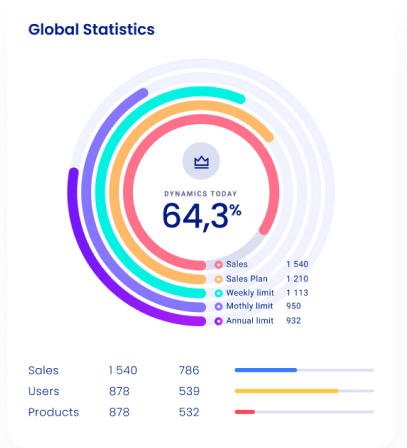 Global Statistics
DYNAMICS TODAY
64,3%
Sales 1 540
Sales Plan 1 210
Weekly limit 1 113
Mothly limit 950
Annual limit 932
Sales 1 540 786
Users 878 539
Products 878 532